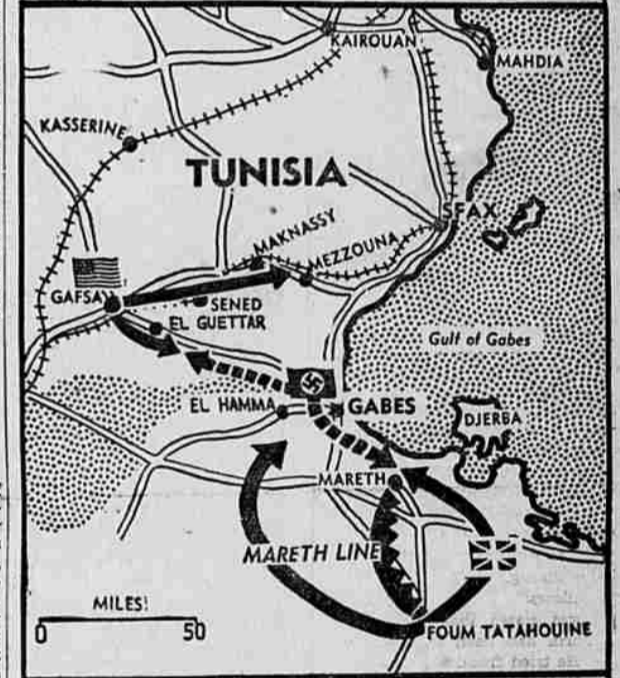 KAIROUAN
MAHDIA
KASSERINE
TUNISIA
SFAX
MAKNASSY
MEZZOUNA
GAFSA
SENED
EL GUETTAR
Gulf of Gabes
EL HAMMA
GABES
DJERBA
MARETH
MARETH LINE
MILES!
0 50
FOUM TATAHOUINE